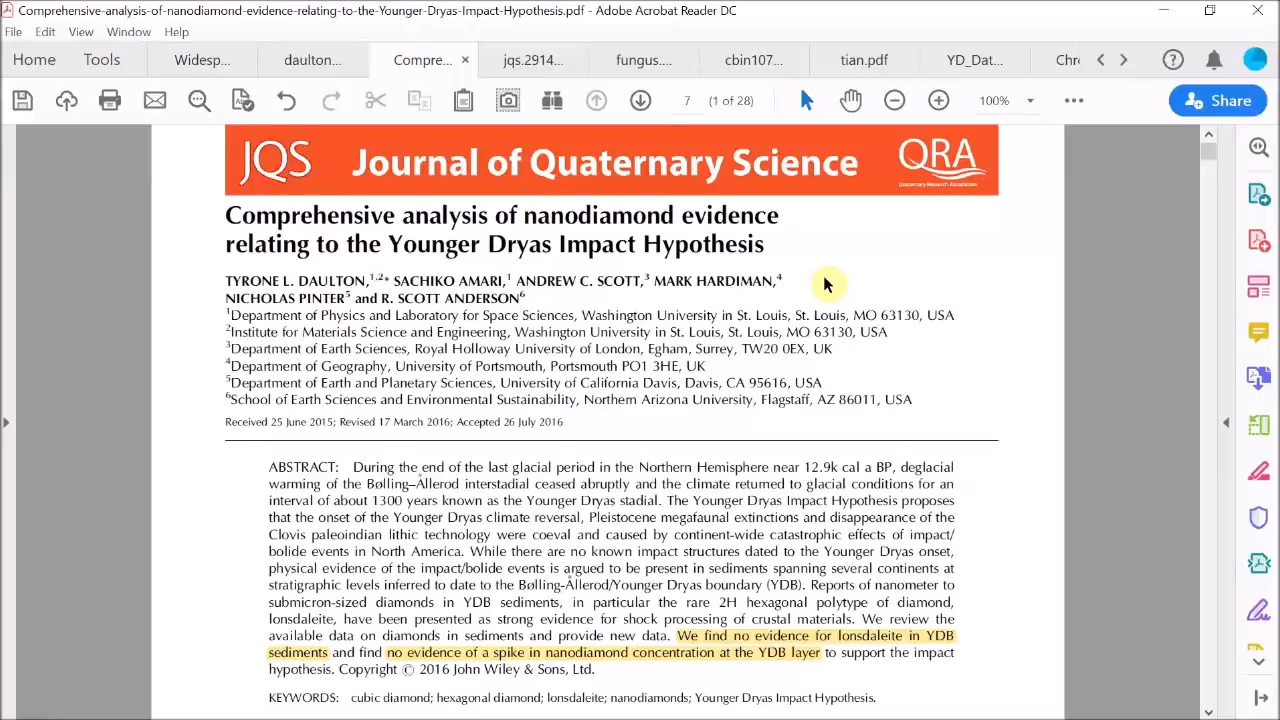 Comprehensive-analysis-of-nanodiamond-evidence-relating-to-the-Younger-Dryas-Impact-Hypothesis.pdf - Adobe Acrobat Reader DC
File Edit View Window Help
Home Tools Widesp... daulton... Compre... × jqs.2914... fungus.... cbin107... tian.pdf YD_Dat... Chr
7 (1 of 28) 100% Share
JQS Journal of Quaternary Science QRA
Quaternary Research Association
Comprehensive analysis of nanodiamond evidence
relating to the Younger Dryas Impact Hypothesis
TYRONE L. DAULTON,1,2* SACHIKO AMARI,1 ANDREW C. SCOTT,3 MARK HARDIMAN,4
NICHOLAS PINTER5 and R. SCOTT ANDERSON6
1Department of Physics and Laboratory for Space Sciences, Washington University in St. Louis, St. Louis, MO 63130, USA
2Institute for Materials Science and Engineering, Washington University in St. Louis, St. Louis, MO 63130, USA
3Department of Earth Sciences, Royal Holloway University of London, Egham, Surrey, TW20 0EX, UK
4Department of Geography, University of Portsmouth, Portsmouth PO1 3HE, UK
5Department of Earth and Planetary Sciences, University of California Davis, Davis, CA 95616, USA
6School of Earth Sciences and Environmental Sustainability, Northern Arizona University, Flagstaff, AZ 86011, USA
Received 25 June 2015; Revised 17 March 2016; Accepted 26 July 2016
ABSTRACT: During the end of the last glacial period in the Northern Hemisphere near 12.9k cal a BP, deglacial
warming of the Bølling–Ållerod interstadial ceased abruptly and the climate returned to glacial conditions for an
interval of about 1300 years known as the Younger Dryas stadial. The Younger Dryas Impact Hypothesis proposes
that the onset of the Younger Dryas climate reversal, Pleistocene megafaunal extinctions and disappearance of the
Clovis paleoindian lithic technology were coeval and caused by continent-wide catastrophic effects of impact/
bolide events in North America. While there are no known impact structures dated to the Younger Dryas onset,
physical evidence of the impact/bolide events is argued to be present in sediments spanning several continents at
stratigraphic levels inferred to date to the Bølling-Ållerod/Younger Dryas boundary (YDB). Reports of nanometer to
submicron-sized diamonds in YDB sediments, in particular the rare 2H hexagonal polytype of diamond,
lonsdaleite, have been presented as strong evidence for shock processing of crustal materials. We review the
available data on diamonds in sediments and provide new data. We find no evidence for lonsdaleite in YDB
sediments and find no evidence of a spike in nanodiamond concentration at the YDB layer to support the impact
hypothesis. Copyright © 2016 John Wiley & Sons, Ltd.
KEYWORDS: cubic diamond; hexagonal diamond; lonsdaleite; nanodiamonds; Younger Dryas Impact Hypothesis.